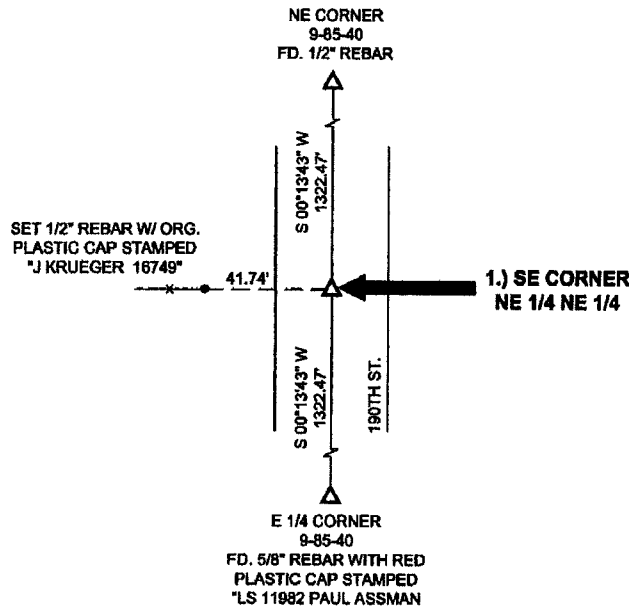 NE CORNER
9-85-40
FD. 1/2" REBAR
S 00°13'43" W
1322.47'
SET 1/2" REBAR W/ ORG.
PLASTIC CAP STAMPED
"J KRUEGER 16749"
41.74'
1.) SE CORNER
NE 1/4 NE 1/4
S 00°13'43" W
1322.47'
190TH ST.
E 1/4 CORNER
9-85-40
FD. 5/8" REBAR WITH RED
PLASTIC CAP STAMPED
"LS 11982 PAUL ASSMAN